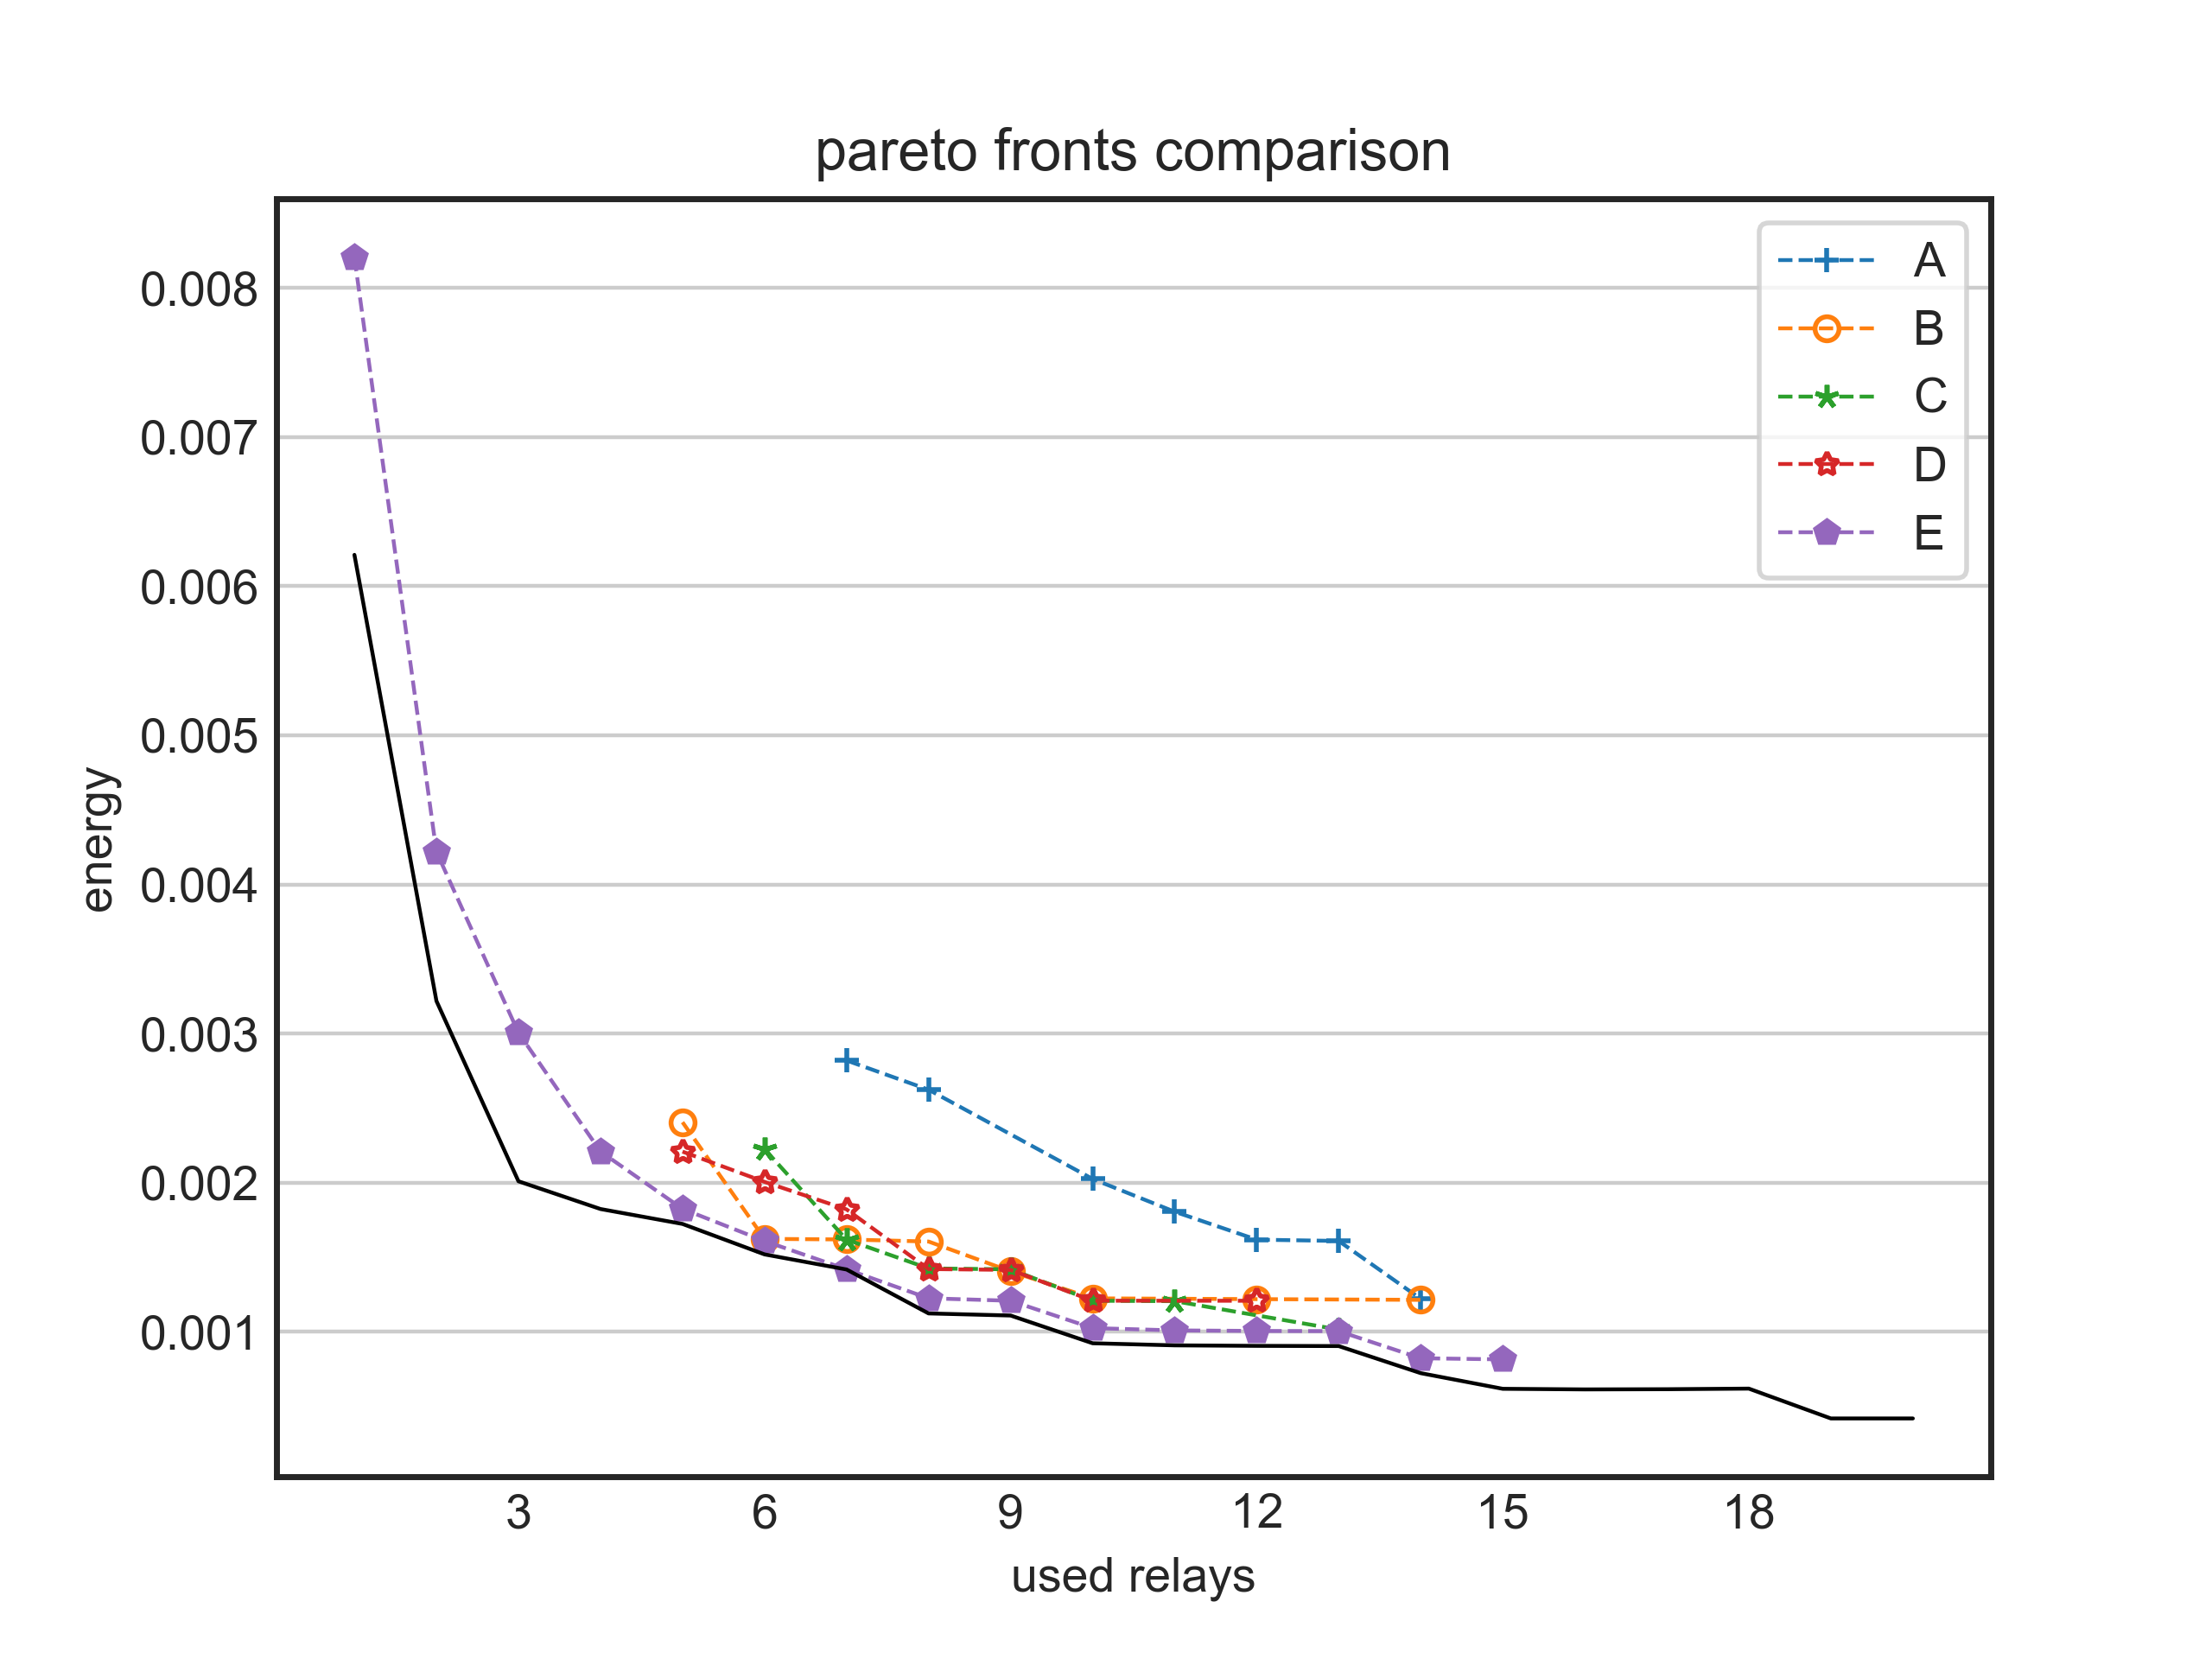 pareto fronts comparison
A
B
C
D
E
0.008
0.007
0.006
0.005
0.004
0.003
0.002
0.001
energy
3 6 9 12 15 18
used relays